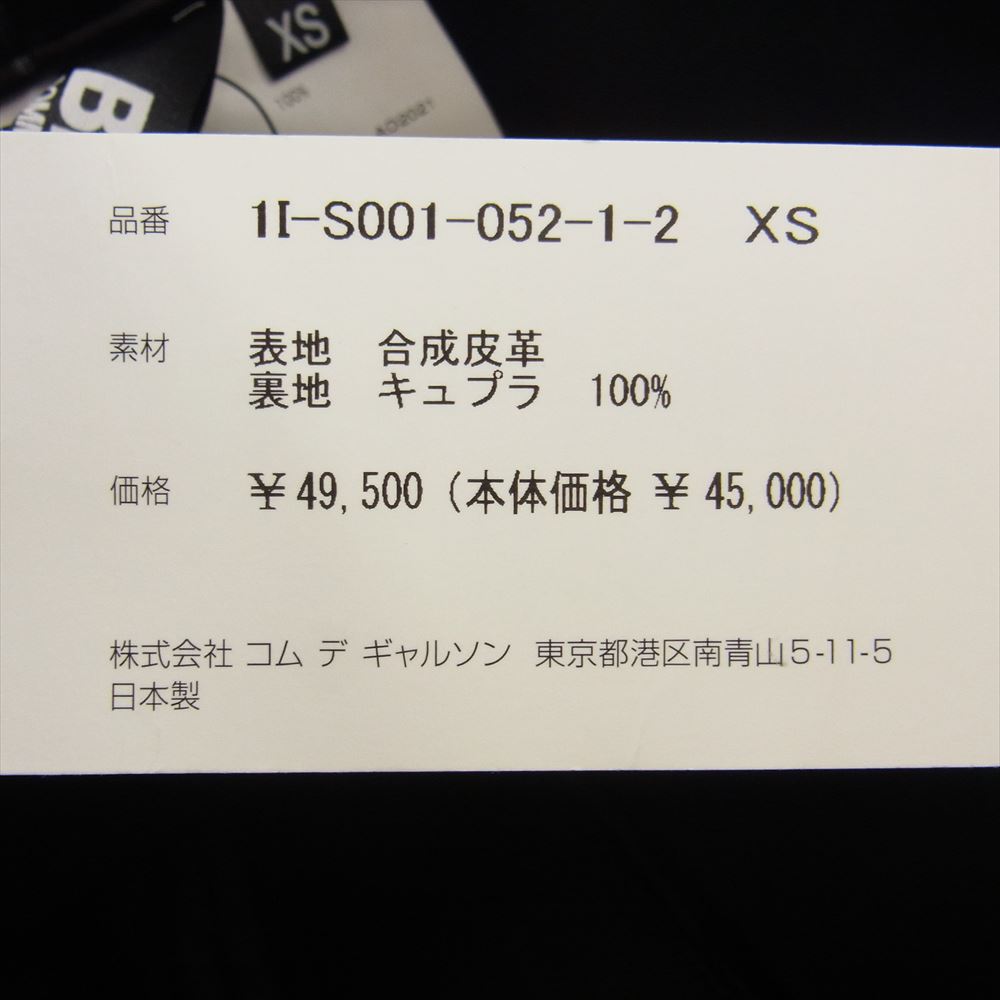 XS
100%
AD2021
品番 1I-S001-052-1-2 XS
素材 表地 合成皮革
裏地 キュプラ 100%
価格 ¥49,500 (本体価格 ¥ 45,000)
株式会社 コム デ ギャルソン 東京都港区南青山5-11-5
日本製